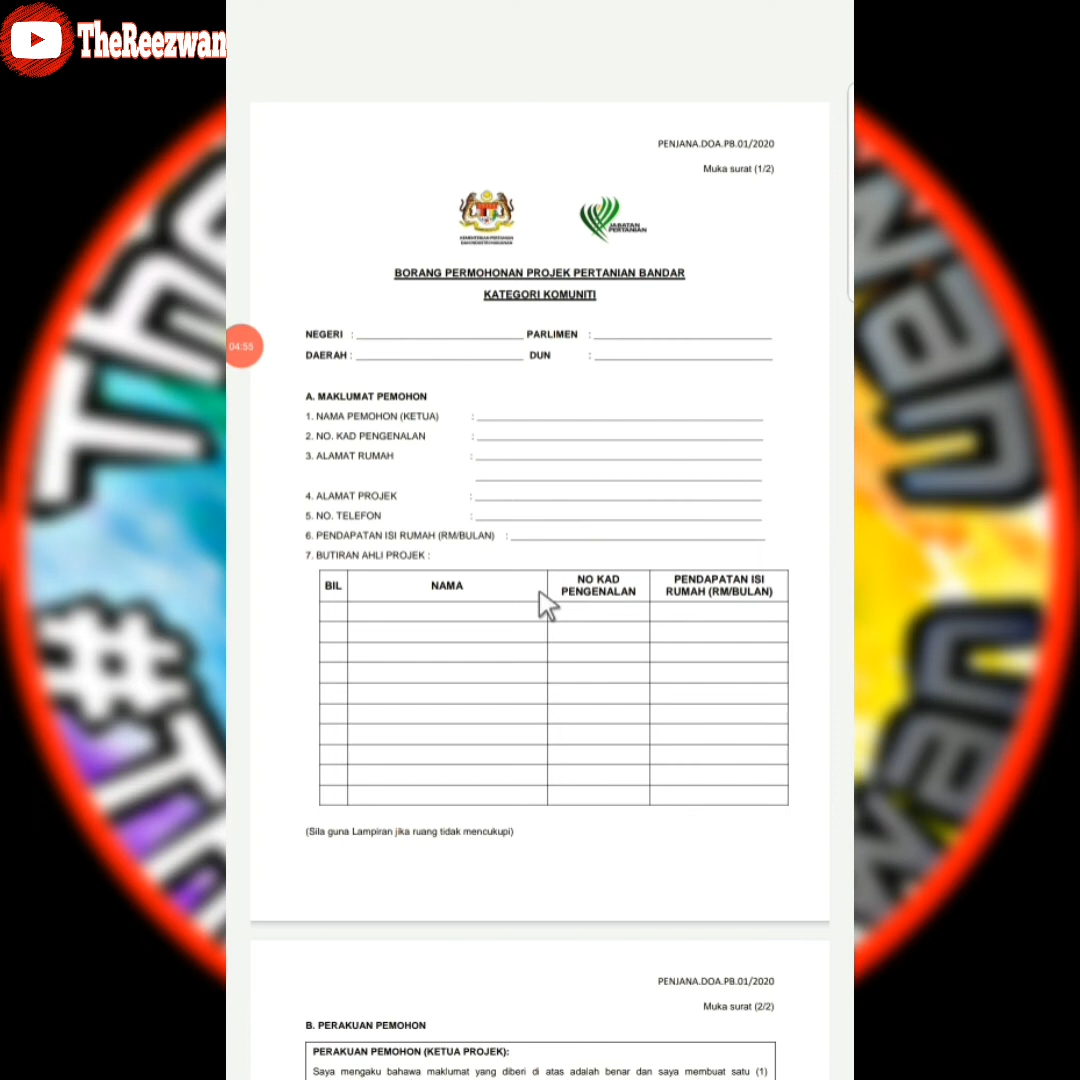 TheReezwan
PENJANA.DOA.PB.01/2020
Muka surat (1/2)
KEMENTERIAN PERTANIAN
DAN INDUSTRI MAKANAN
JABATAN
PERTANIAN
BORANG PERMOHONAN PROJEK PERTANIAN BANDAR
KATEGORI KOMUNITI
NEGERI : PARLIMEN :
DAERAH : DUN :
04:55
A. MAKLUMAT PEMOHON
1. NAMA PEMOHON (KETUA) :
2. NO. KAD PENGENALAN :
3. ALAMAT RUMAH :
4. ALAMAT PROJEK :
5. NO. TELEFON :
6. PENDAPATAN ISI RUMAH (RM/BULAN) :
7. BUTIRAN AHLI PROJEK :
BIL NAMA NO KAD PENGENALAN PENDAPATAN ISI RUMAH (RM/BULAN)
(Sila guna Lampiran jika ruang tidak mencukupi)
PENJANA.DOA.PB.01/2020
Muka surat (2/2)
B. PERAKUAN PEMOHON
PERAKUAN PEMOHON (KETUA PROJEK):
Saya mengaku bahawa maklumat yang diberi di atas adalah benar dan saya membuat satu (1)